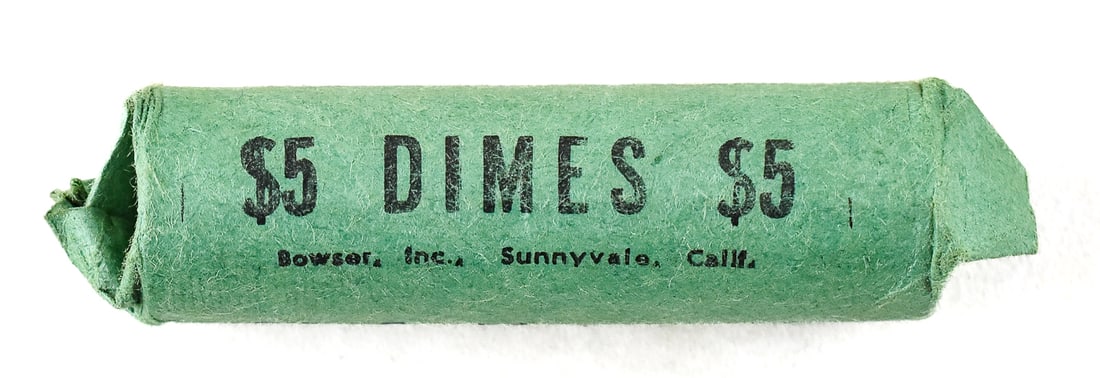 $5 DIMES $5
Bowser, Inc., Sunnyvale, Calif.